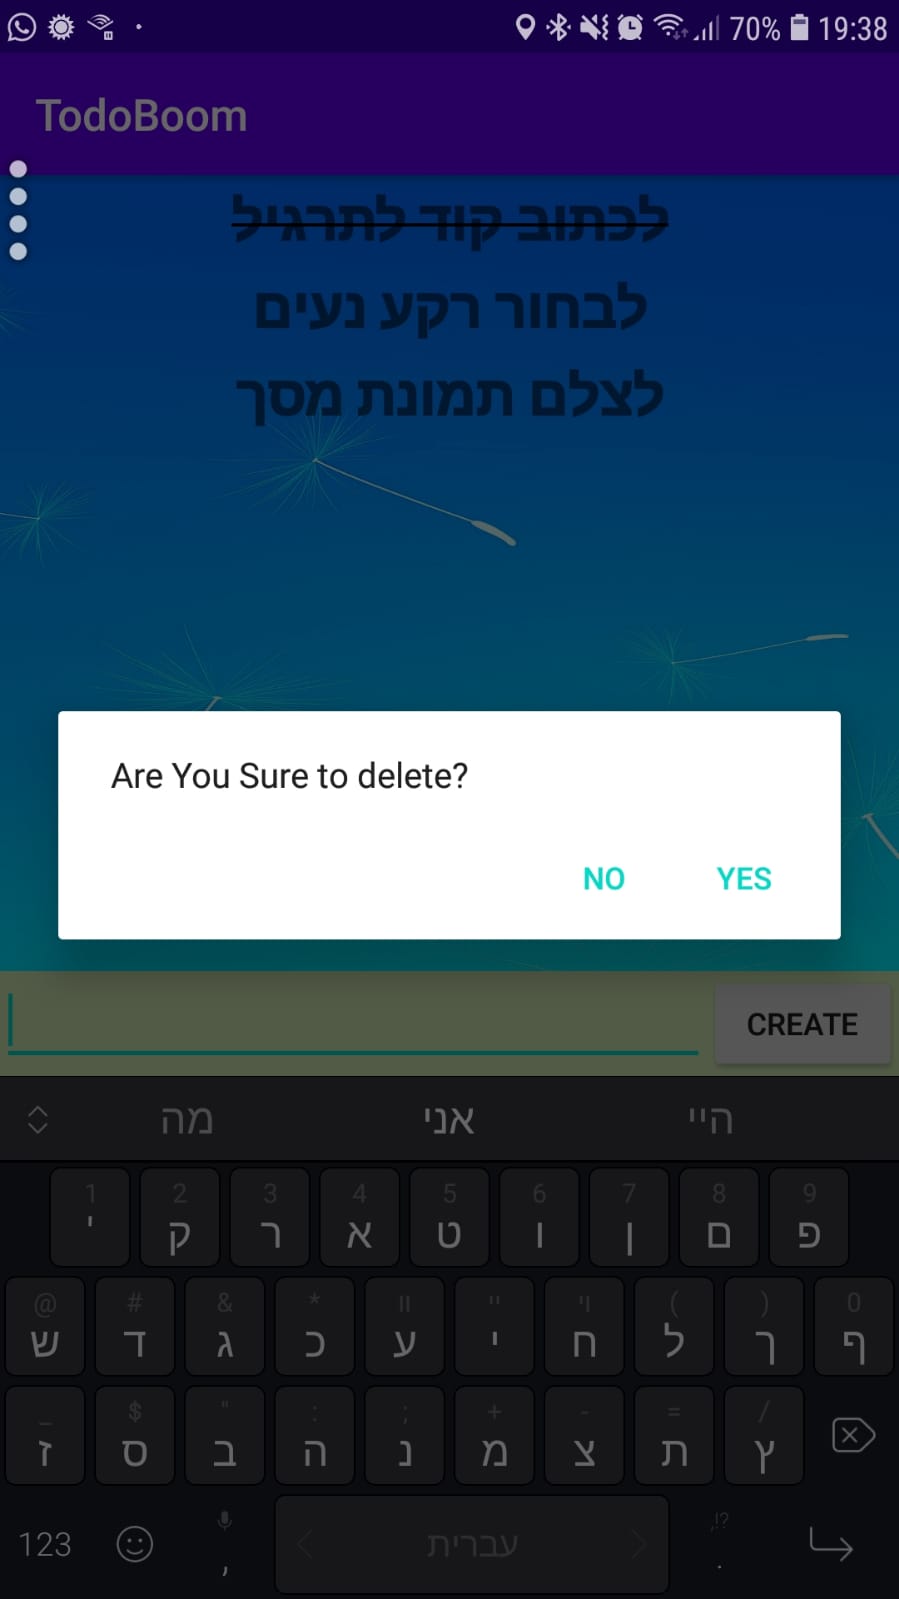 70% 19:38
TodoBoom
לכתוב קוד לתרגיל
לבחור רקע נעים
לצלם תמונת מסך
Are You Sure to delete?
NO YES
CREATE
מה אני היי
1 2 3 4 5 6 7 8 9
' ק ר א ט ו ן ם פ
@ # & * װ ײ ױ ( ) 0
ש ד ג כ ע י ח ל ך ף
_ $ " : ; + - = /
ז ס ב ה נ מ צ ת ץ
123 , עברית ,!? .